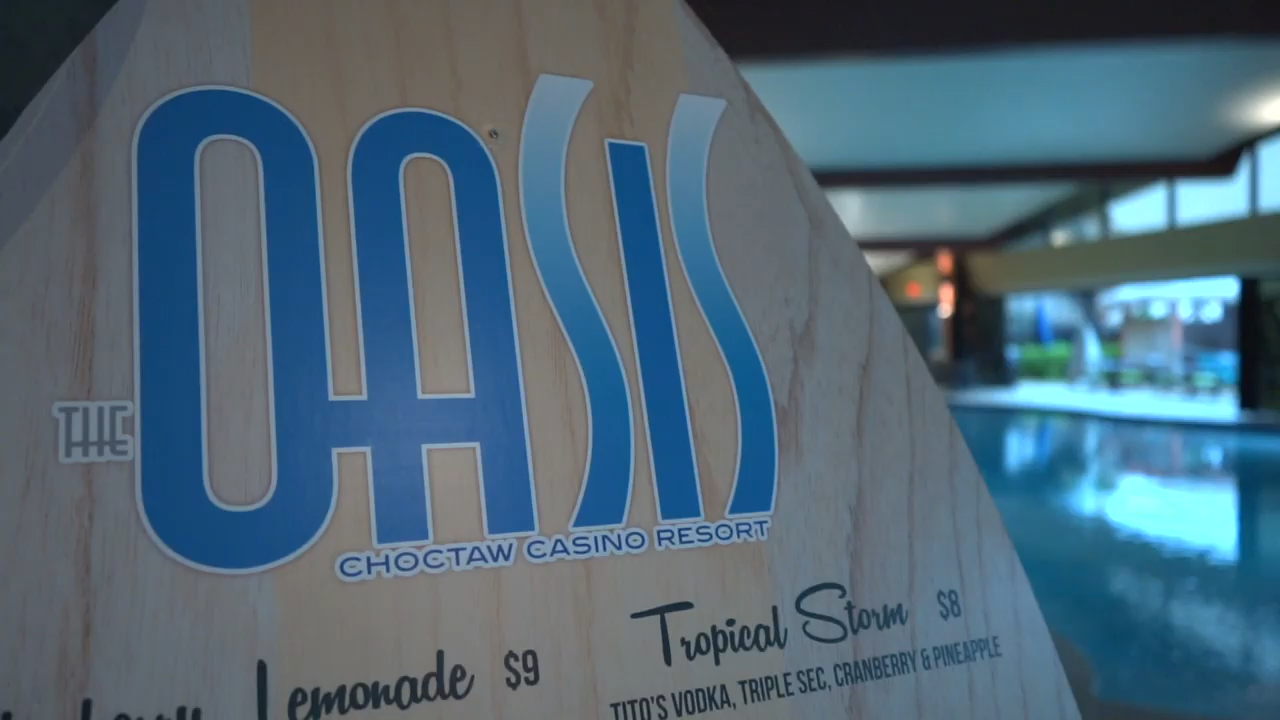 THE OASIS
CHOCTAW CASINO RESORT
Tropical Storm $8
TITO'S VODKA, TRIPLE SEC, CRANBERRY & PINEAPPLE
Lemonade $9